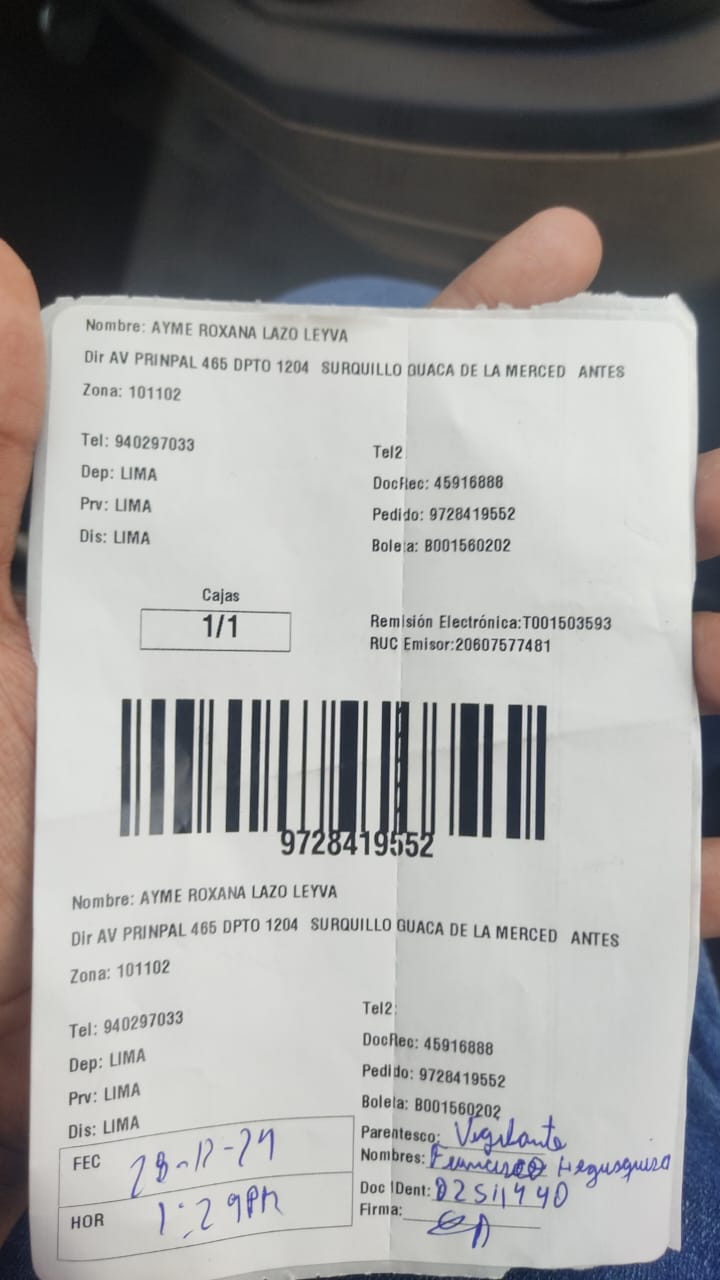 Nombre: AYME ROXANA LAZO LEYVA
Dir AV PRINPAL 465 DPTO 1204 SURQUILLO GUACA DE LA MERCED ANTES
Zona: 101102
Tel: 940297033 Tel2
Dep: LIMA DocRec: 45916888
Prv: LIMA Pedido: 9728419552
Dis: LIMA Boleta: B001560202
Cajas
1/1
Remisión Electrónica:T001503593
RUC Emisor:20607577481
9728419552
Nombre: AYME ROXANA LAZO LEYVA
Dir AV PRINPAL 465 DPTO 1204 SURQUILLO GUACA DE LA MERCED ANTES
Zona: 101102
Tel: 940297033 Tel2:
Dep: LIMA DocRec: 45916888
Prv: LIMA Pedido: 9728419552
Dis: LIMA Boleta: B001560202
Parentesco: Vigilante
FEC 28-12-24 Nombres: Francisco
Doc IDent: 02511440
HOR 1:29PM Firma: